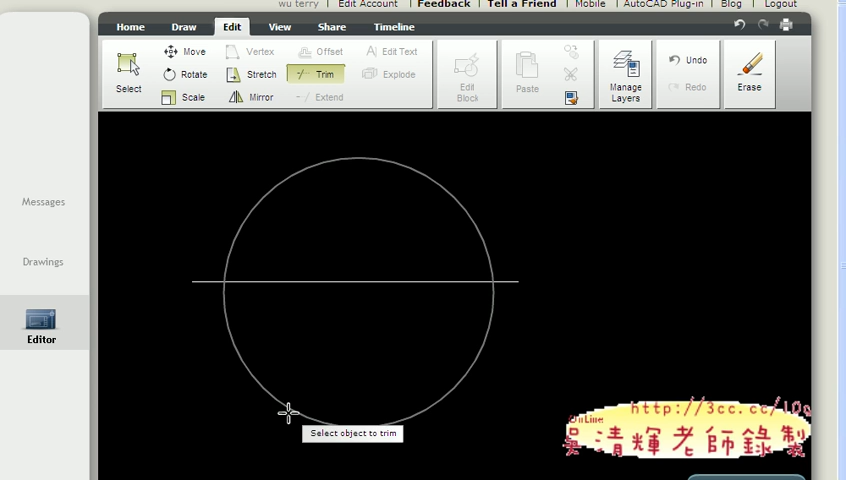 wu terry Edit Account Feedback Tell a Friend Mobile AutoCAD Plug-in Blog Logout
Home Draw Edit View Share Timeline
Select
Move
Rotate
Scale
Vertex
Stretch
Mirror
Offset
Trim
Extend
Edit Text
Explode
Edit
Block
Paste
Manage
Layers
Undo
Redo
Erase
Messages
Drawings
Editor
Select object to trim
http://3cc.cc/10g
OnLine
吳清輝老師錄製